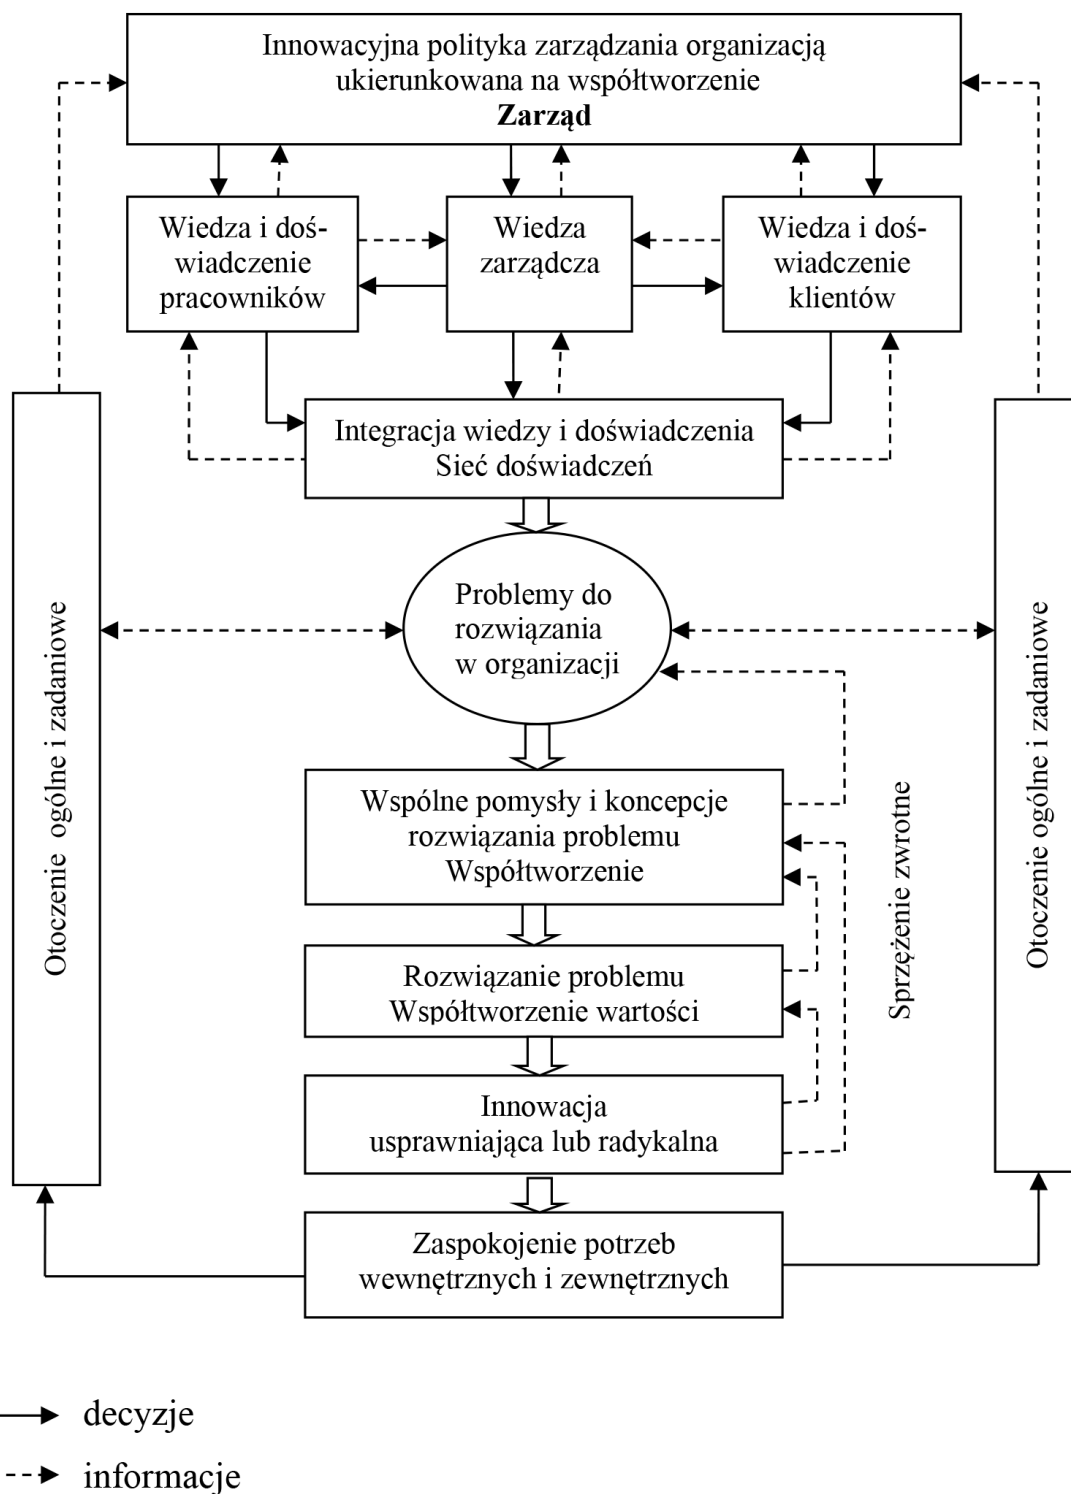 Innowacyjna polityka zarządzania organizacją
ukierunkowana na współtworzenie
Zarząd
Wiedza i doś-
wiadczenie
pracowników
Wiedza
zarządcza
Wiedza i doś-
wiadczenie
klientów
Integracja wiedzy i doświadczenia
Sieć doświadczeń
Otoczenie ogólne i zadaniowe
Problemy do
rozwiązania
w organizacji
Otoczenie ogólne i zadaniowe
Wspólne pomysły i koncepcje
rozwiązania problemu
Współtworzenie
Sprzężenie zwrotne
Rozwiązanie problemu
Współtworzenie wartości
Innowacja
usprawniająca lub radykalna
Zaspokojenie potrzeb
wewnętrznych i zewnętrznych
decyzje
informacje